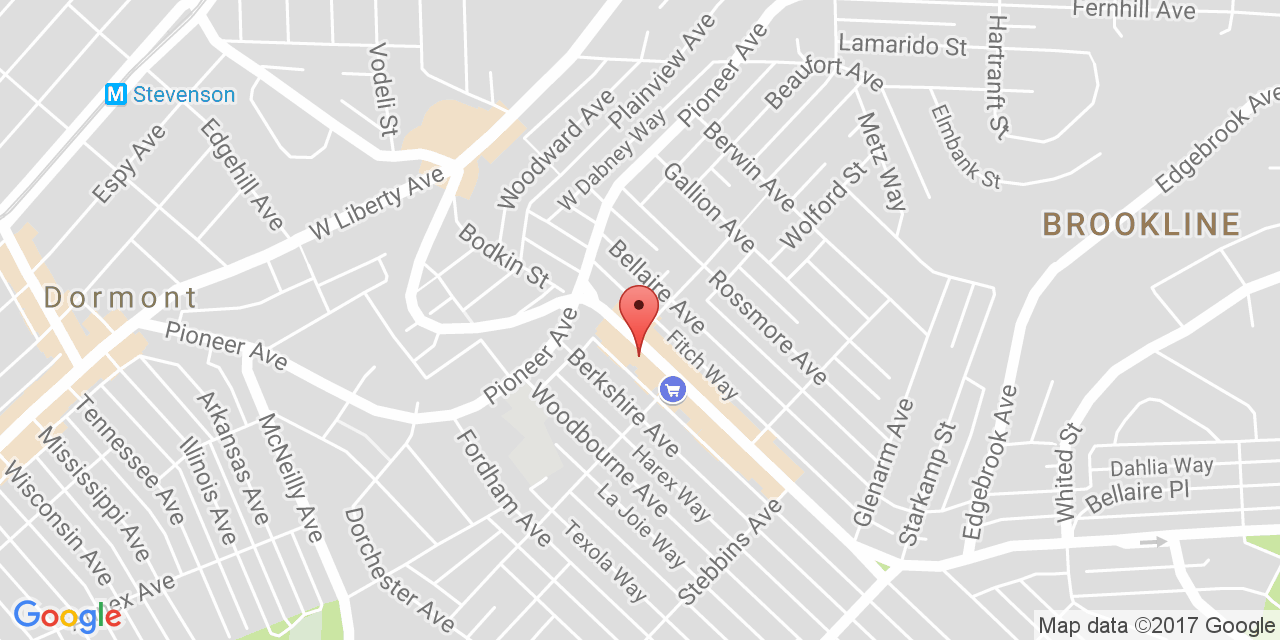 Fernhill Ave
Lamarido St
Hartranft St
Plainview Ave
Pioneer Ave
Beaufort Ave
Vodeli St
M Stevenson
Woodward Ave
Elmbank St
Edgebrook Ave
Espy Ave
Edgehill Ave
W Dabney Way
Berwin Ave
Metz Way
W Liberty Ave
Gallion Ave
Wolford St
BROOKLINE
Bodkin St
Bellaire Ave
Dormont
Rossmore Ave
Pioneer Ave
Pioneer Ave
Fitch Way
Berkshire Ave
Woodbourne Ave
Tennessee Ave
Arkansas Ave
McNeilly Ave
Mississippi Ave
Illinois Ave
Fordham Ave
Harex Way
Glenarm Ave
Starkamp St
Edgebrook Ave
Whited St
Dahlia Way
Bellaire Pl
Wisconsin Ave
La Joie Way
Texola Way
Stebbins Ave
Dorchester Ave
Ave
Google
Map data ©2017 Google